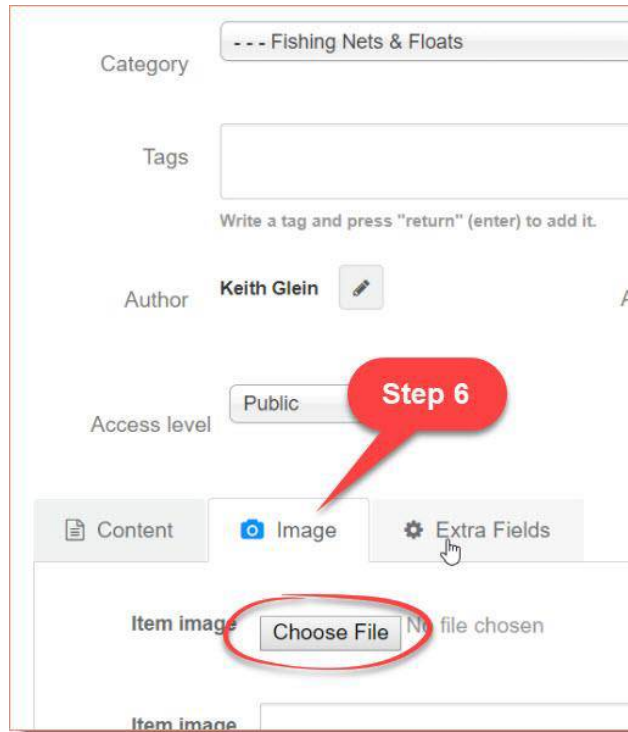 Category
- - - Fishing Nets & Floats
Tags
Write a tag and press "return" (enter) to add it.
Author
Keith Glein
A
Access level
Public
Step 6
Content
Image
Extra Fields
Item image
Choose File
No file chosen
Item image